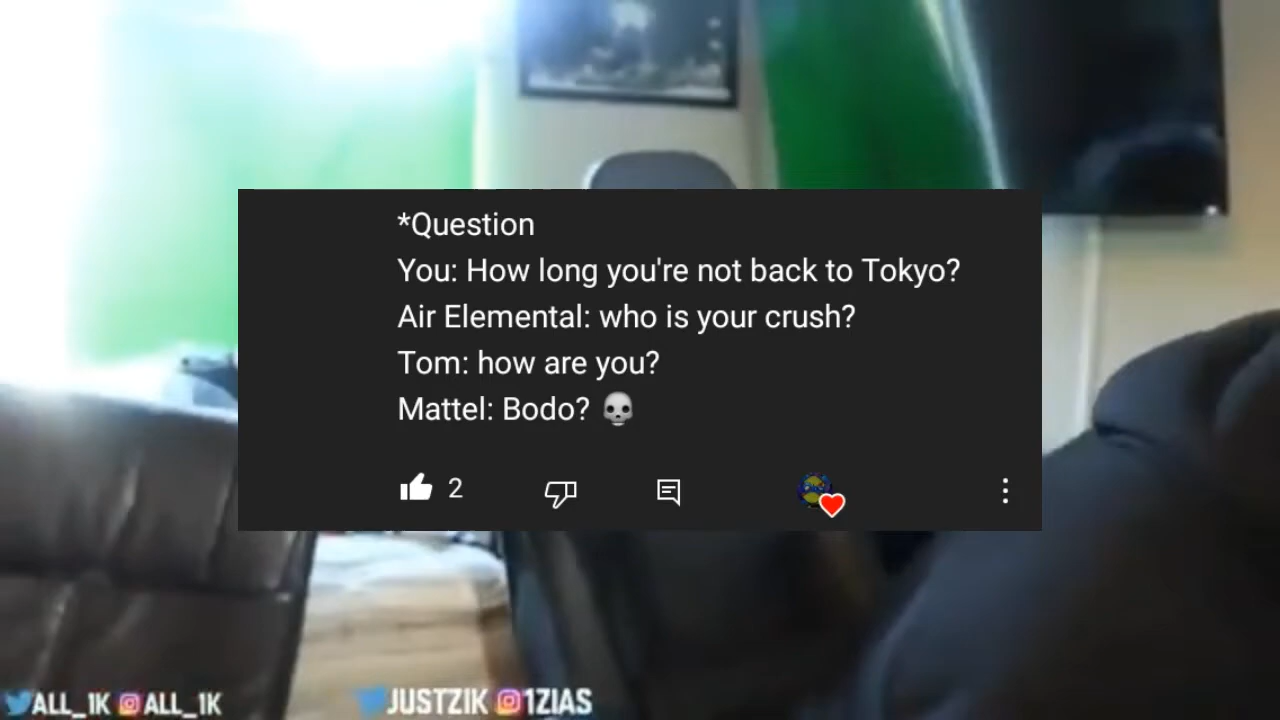 *Question
You: How long you're not back to Tokyo?
Air Elemental: who is your crush?
Tom: how are you?
Mattel: Bodo? 💀
2
ALL_1K ALL_1K JUSTZIK 1ZIAS